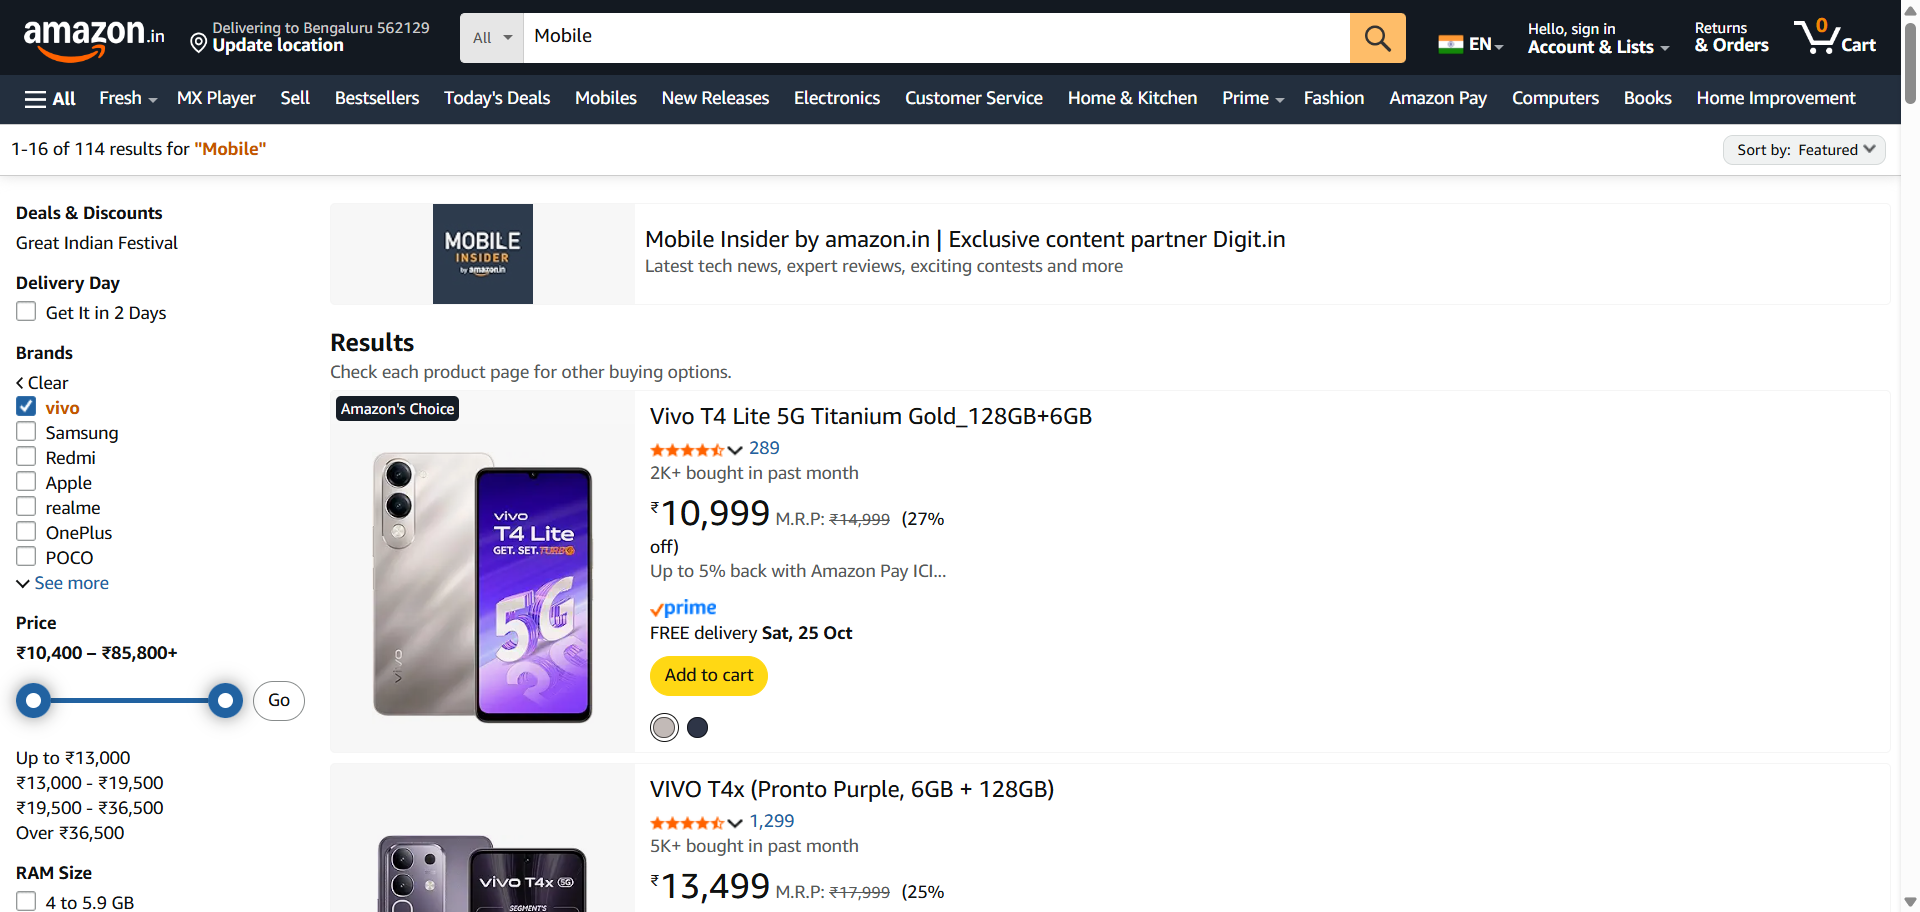 amazon.in
Delivering to Bengaluru 562129
Update location
All
Mobile
EN
Hello, sign in
Account & Lists
Returns
& Orders
0
Cart
All
Fresh
MX Player
Sell
Bestsellers
Today's Deals
Mobiles
New Releases
Electronics
Customer Service
Home & Kitchen
Prime
Fashion
Amazon Pay
Computers
Books
Home Improvement
1-16 of 114 results for "Mobile"
Sort by: Featured
Deals & Discounts
Great Indian Festival
Delivery Day
Get It in 2 Days
Brands
Clear
vivo
Samsung
Redmi
Apple
realme
OnePlus
POCO
See more
Price
₹10,400 – ₹85,800+
Go
Up to ₹13,000
₹13,000 - ₹19,500
₹19,500 - ₹36,500
Over ₹36,500
RAM Size
4 to 5.9 GB
MOBILE
INSIDER
by amazon.in
Mobile Insider by amazon.in | Exclusive content partner Digit.in
Latest tech news, expert reviews, exciting contests and more
Results
Check each product page for other buying options.
Amazon's Choice
vivo
vivo
T4 Lite
GET. SET. TURBO
5G
Vivo T4 Lite 5G Titanium Gold_128GB+6GB
289
2K+ bought in past month
₹10,999 M.R.P: ₹14,999 (27%
off)
Up to 5% back with Amazon Pay ICI...
prime
FREE delivery Sat, 25 Oct
Add to cart
vivo T4x 5G
SEGMENT'S
VIVO T4x (Pronto Purple, 6GB + 128GB)
1,299
5K+ bought in past month
₹13,499 M.R.P: ₹17,999 (25%